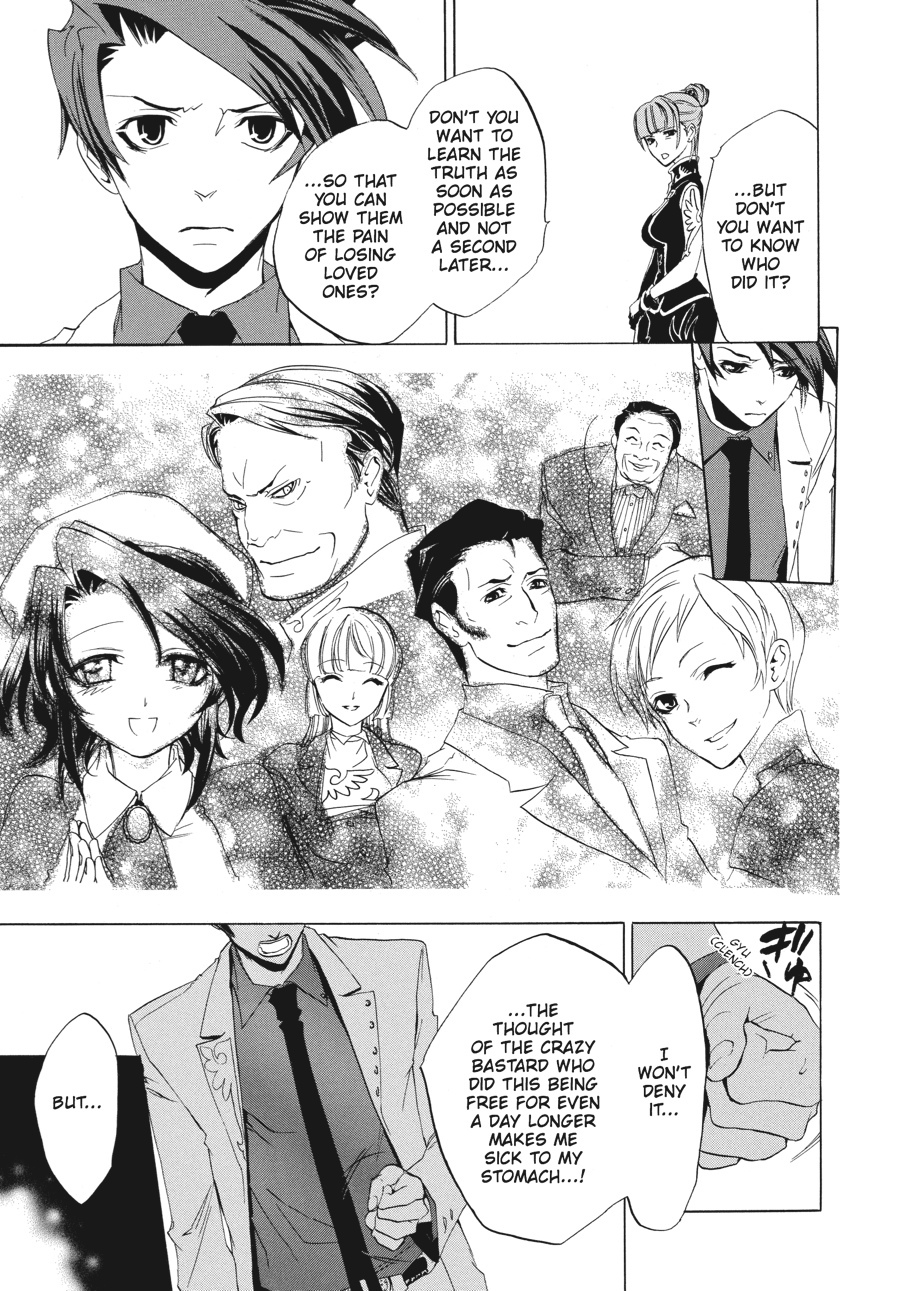 ...BUT
DON'T
YOU WANT
TO KNOW
WHO
DID IT?
DON'T YOU
WANT TO
LEARN THE
TRUTH AS
SOON AS
POSSIBLE
AND NOT
A SECOND
LATER...
...SO THAT
YOU CAN
SHOW THEM
THE PAIN
OF LOSING
LOVED
ONES?
ギリゅ
GYU
(CLENCH)
I
WON'T
DENY
IT...
...THE
THOUGHT
OF THE CRAZY
BASTARD WHO
DID THIS BEING
FREE FOR EVEN
A DAY LONGER
MAKES ME
SICK TO MY
STOMACH...!
BUT...